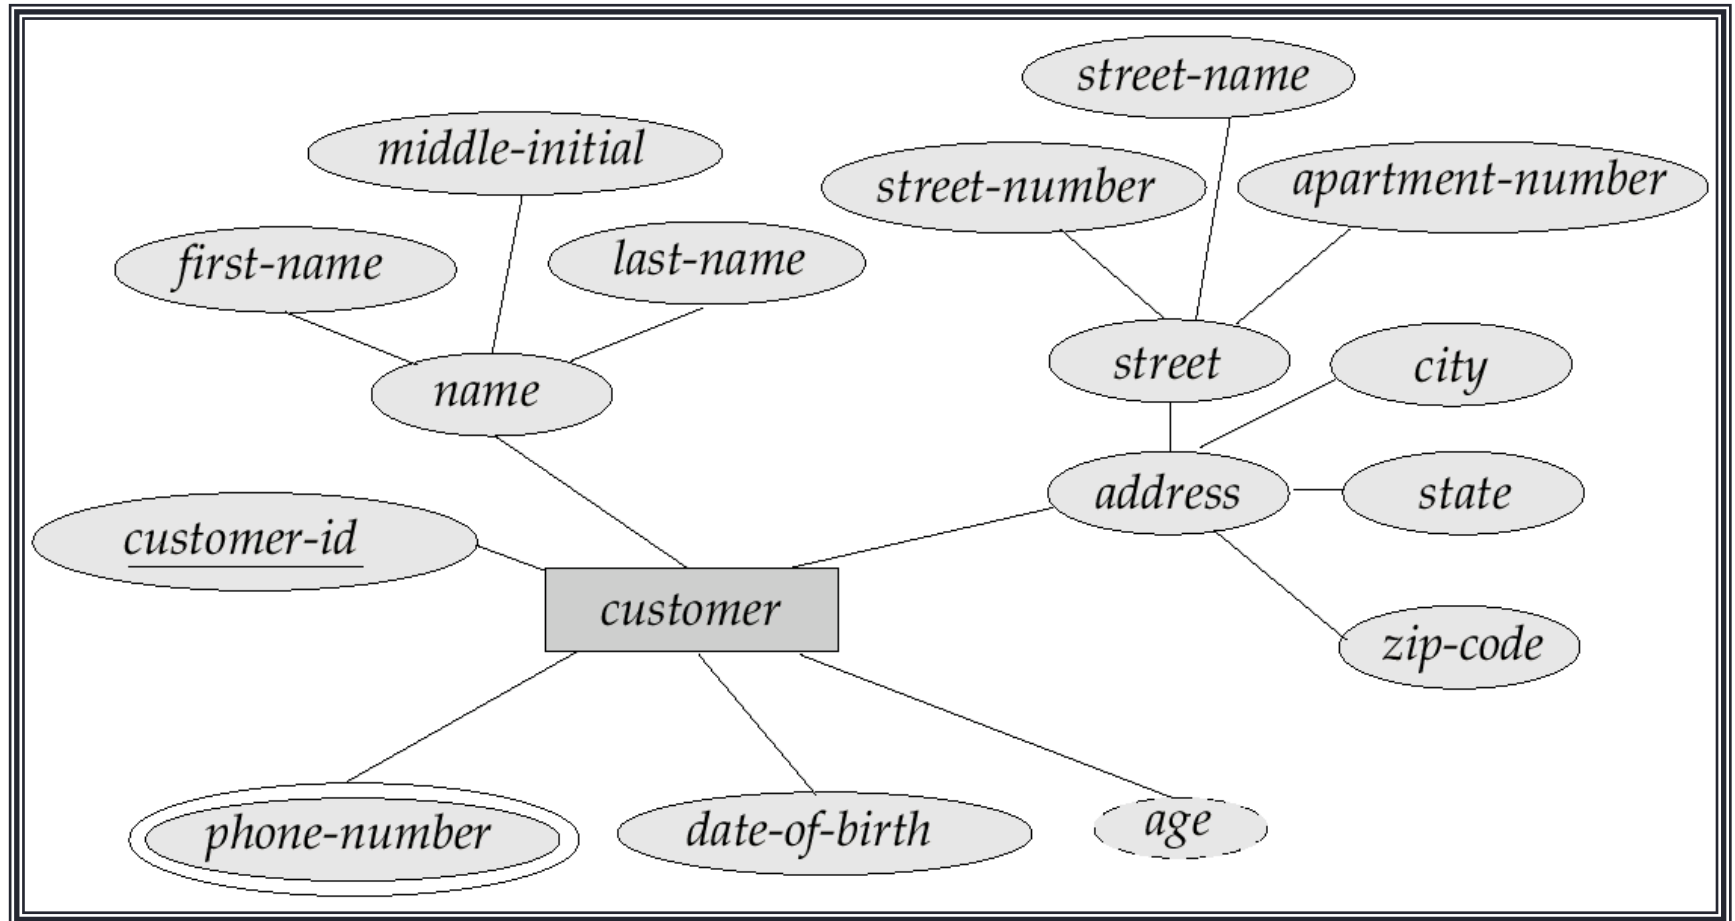 street-name
middle-initial
street-number
apartment-number
first-name
last-name
street
city
name
address
state
customer-id
customer
zip-code
phone-number
date-of-birth
age